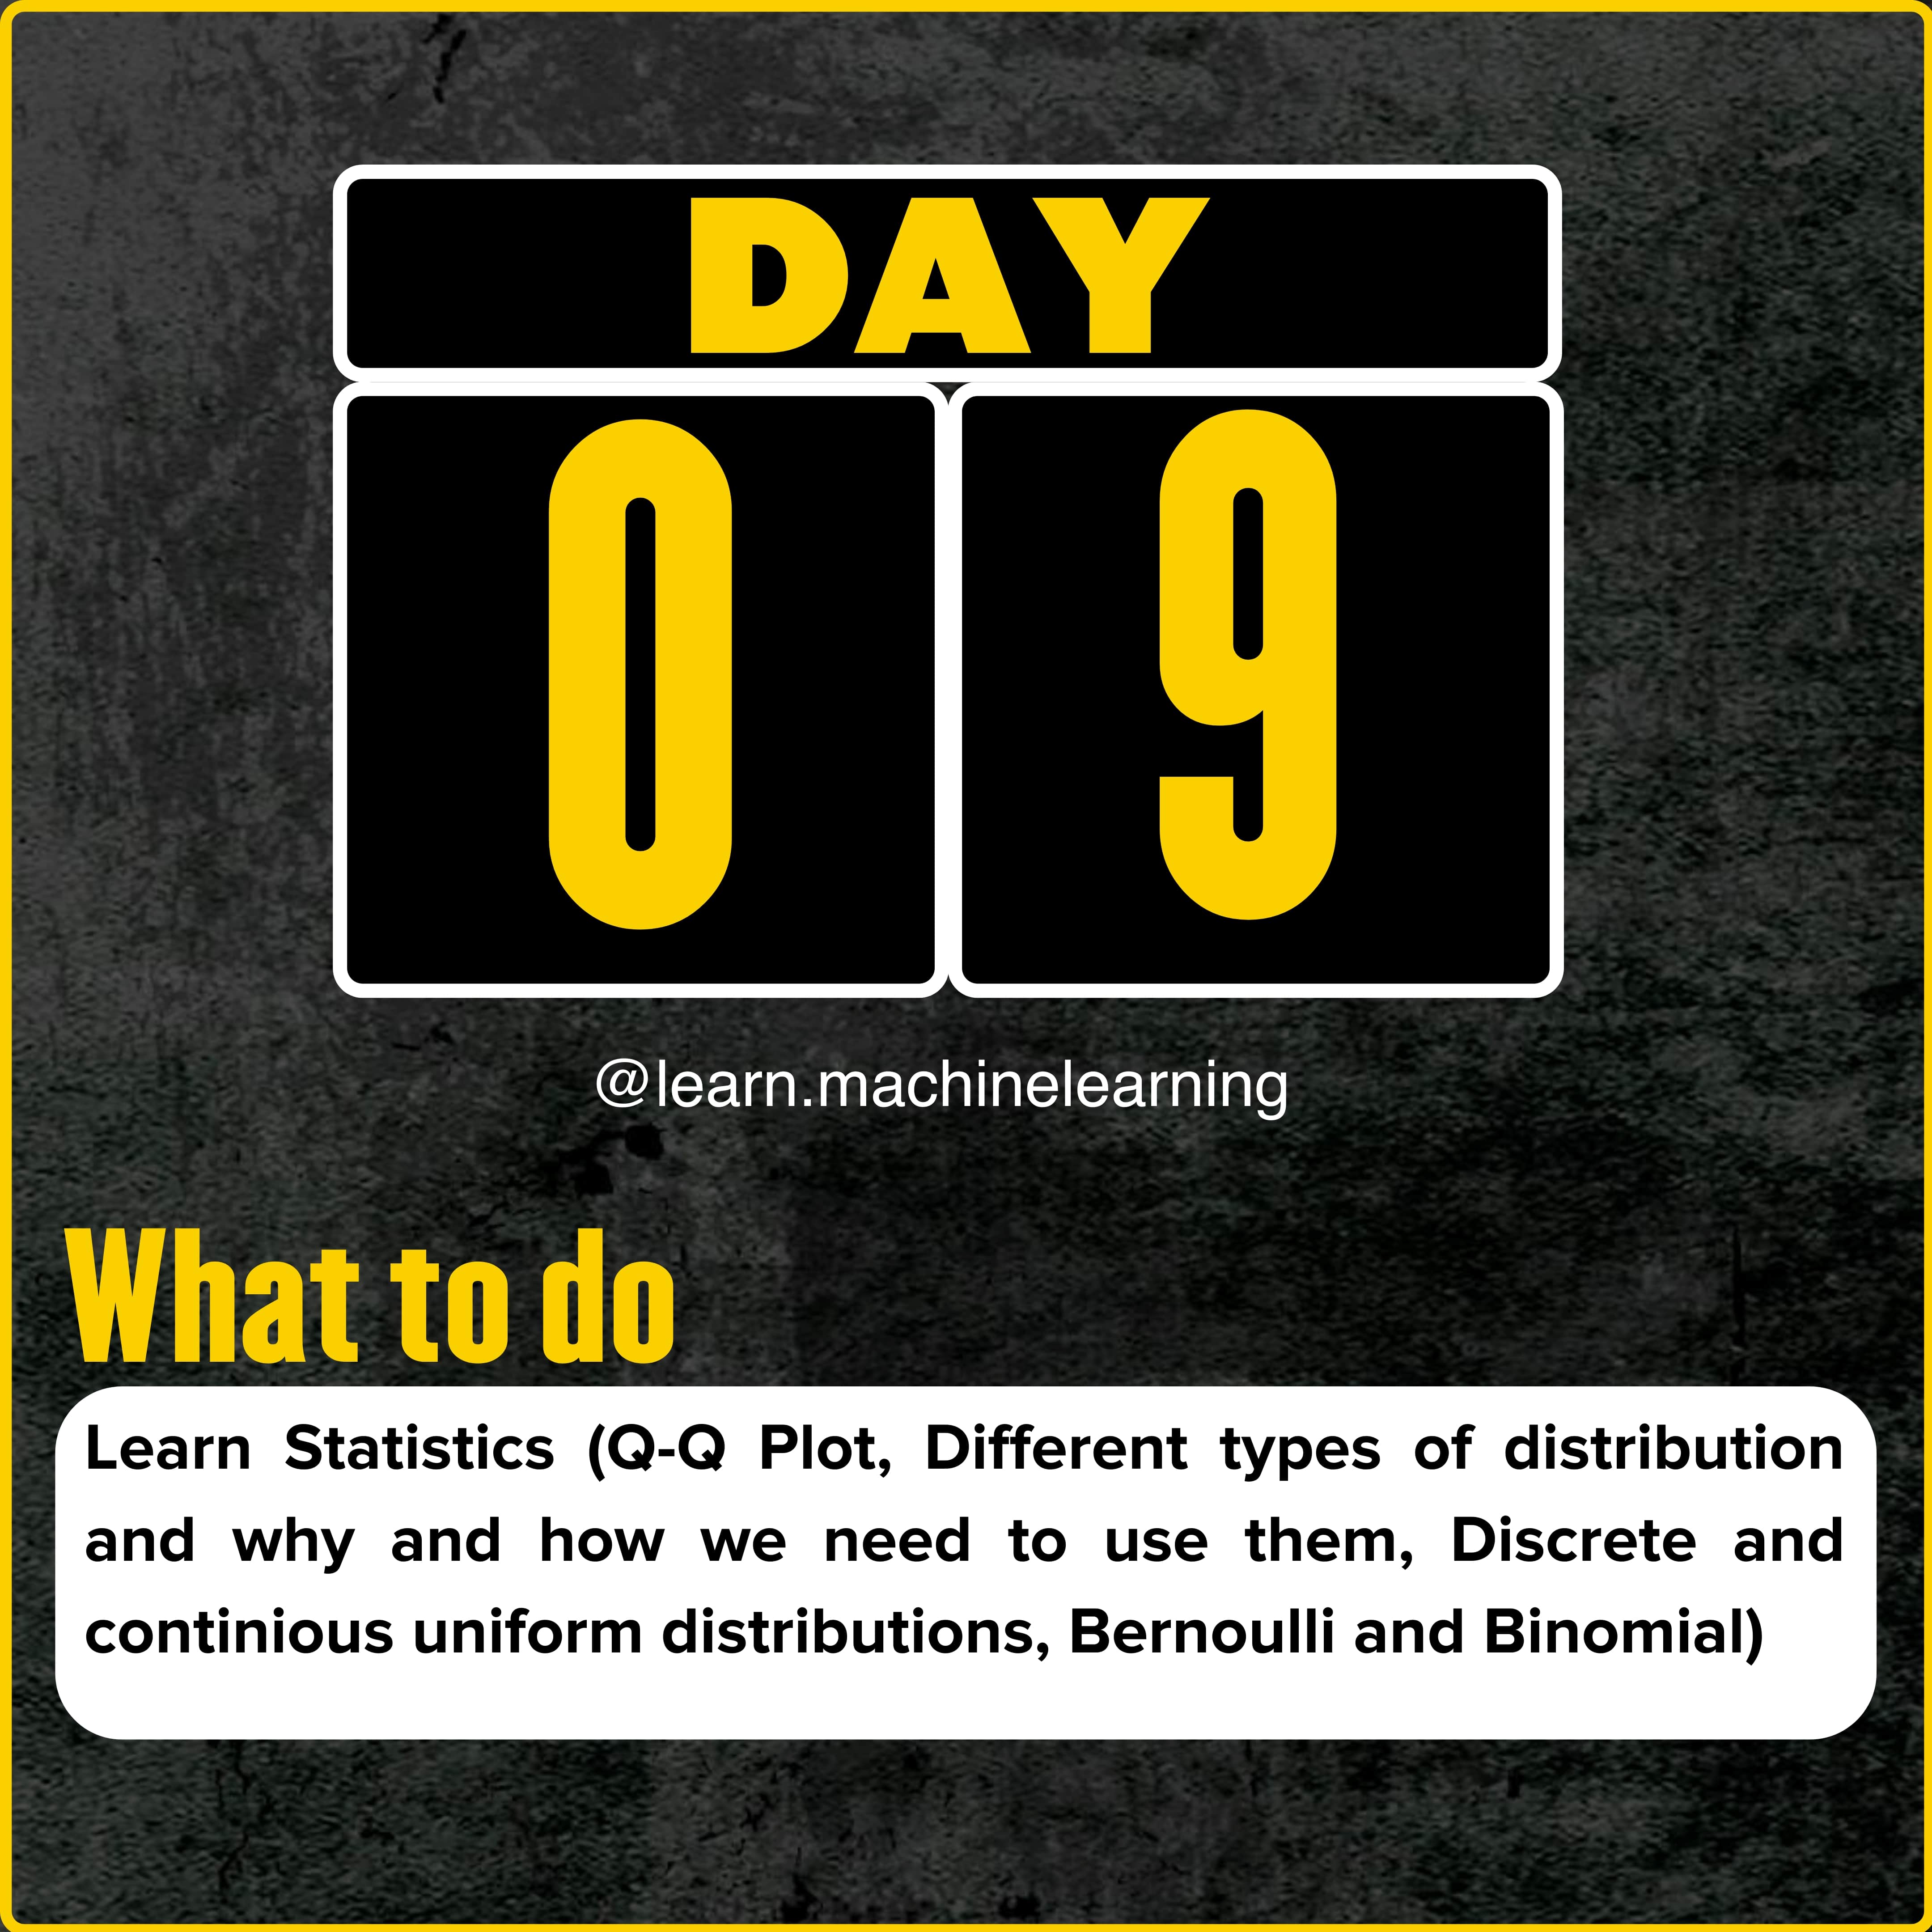 DAY
0 9
@learn.machinelearning
What to do
Learn Statistics (Q-Q Plot, Different types of distribution
and why and how we need to use them, Discrete and
continious uniform distributions, Bernoulli and Binomial)